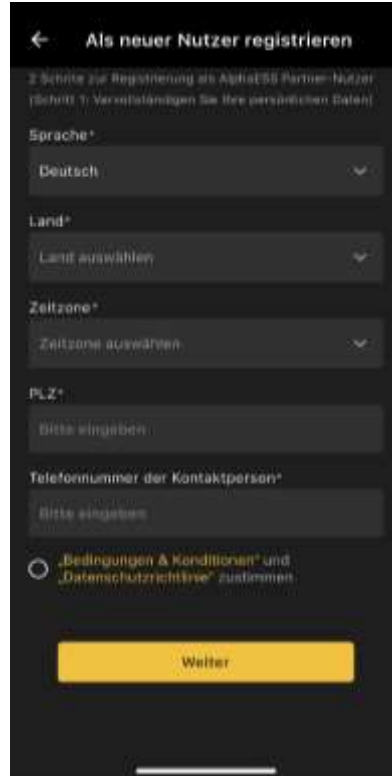 Als neuer Nutzer registrieren
2 Schritte zur Registrierung als AlphaESS Partner-Nutzer
(Schritt 1: Vervollständigen Sie Ihre persönlichen Daten)
Sprache*
Deutsch
Land*
Land auswählen
Zeitzone*
Zeitzone auswählen
PLZ*
Bitte eingeben
Telefonnummer der Kontaktperson*
Bitte eingeben
„Bedingungen & Konditionen" und
„Datenschutzrichtlinie" zustimmen
Weiter